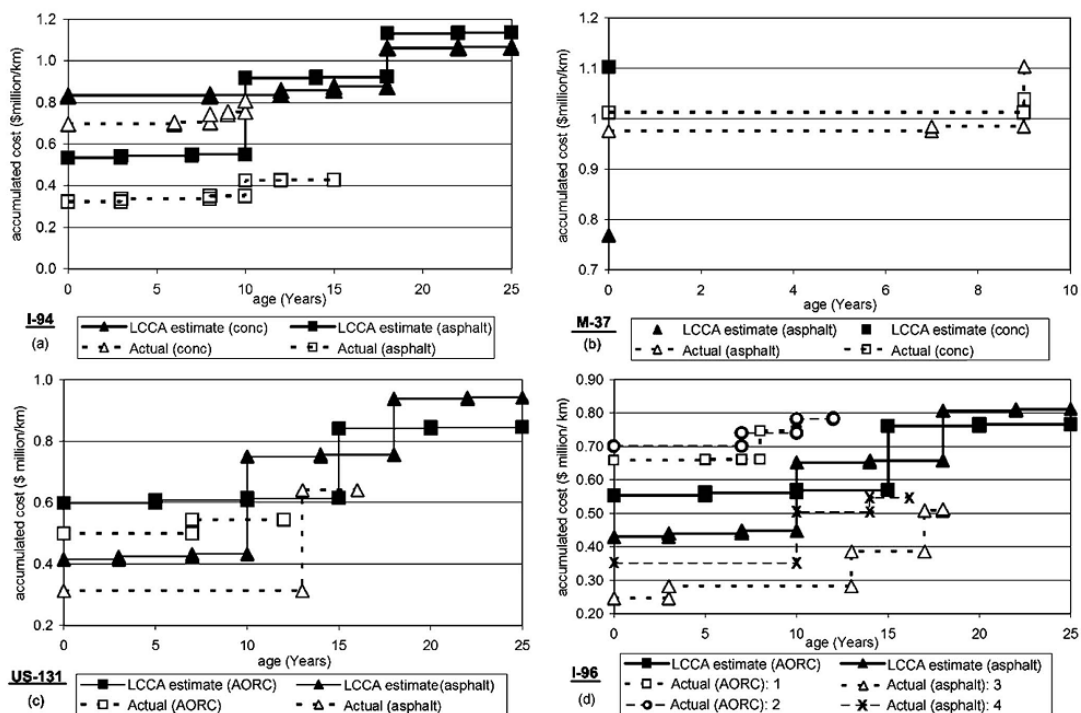 (a)
1.2
1.0
0.8
0.6
0.4
0.2
0.0
accumulated cost ($million/km)
0 5 10 15 20 25
age (Years)
I-94
LCCA estimate (conc) LCCA estimate (asphalt)
Actual (conc) Actual (asphalt)
(a)
(b)
1.2
1.1
1
0.9
0.8
0.7
accumulated cost ($million/km)
0 2 4 6 8 10
age (Years)
M-37
LCCA estimate (asphalt) LCCA estimate (conc)
Actual (asphalt) Actual (conc)
(b)
1.0
0.8
0.6
0.4
0.2
accumulated cost ($ million/km)
0 5 10 15 20 25
age (Years)
US-131
LCCA estimate (AORC) LCCA estimate (asphalt)
Actual (AORC) Actual (asphalt)
(c)
0.90
0.80
0.70
0.60
0.50
0.40
0.30
0.20
accumulated cost ($ million/ km)
0 5 10 15 20 25
age (Years)
I-96
LCCA estimate (AORC) LCCA estimate (asphalt)
Actual (AORC): 1 Actual (asphalt): 3
Actual (AORC): 2 Actual (asphalt): 4
(d)